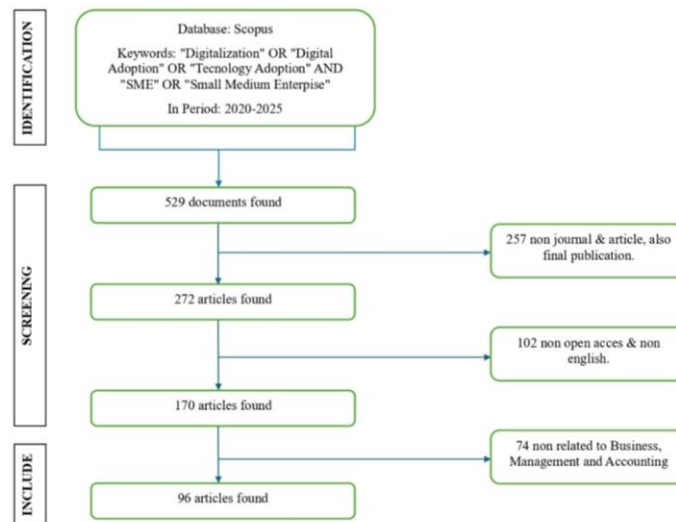 IDENTIFICATION
Database: Scopus
Keywords: "Digitalization" OR "Digital
Adoption" OR "Tecnology Adoption" AND
"SME" OR "Small Medium Enterpise"
In Period: 2020-2025
SCREENING
529 documents found
257 non journal & article, also
final publication.
272 articles found
102 non open acces & non
english.
170 articles found
INCLUDE
74 non related to Business,
Management and Accounting
96 articles found